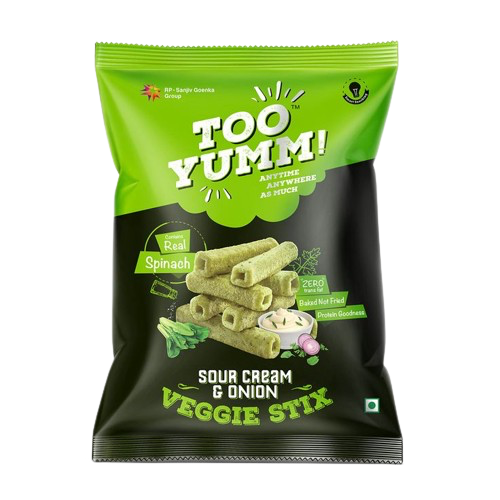 RP-Sanjiv Goenka
Group
TOO
YUMM!
TM
ANYTIME
ANYWHERE
AS MUCH
Contains
Real
Spinach
ZERO
trans fat
Baked Not Fried
Protein Goodness
SOUR CREAM
& ONION
VEGGIE STIX